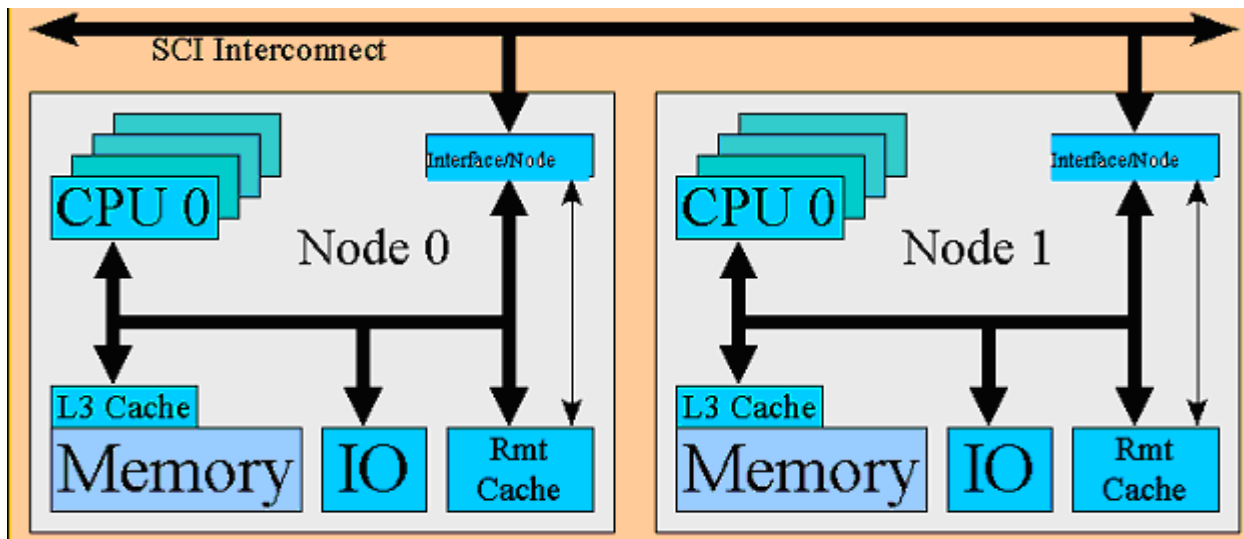 SCI Interconnect
Interface/Node
CPU 0
Node 0
L3 Cache
Memory
IO
Rmt
Cache
Interface/Node
CPU 0
Node 1
L3 Cache
Memory
IO
Rmt
Cache